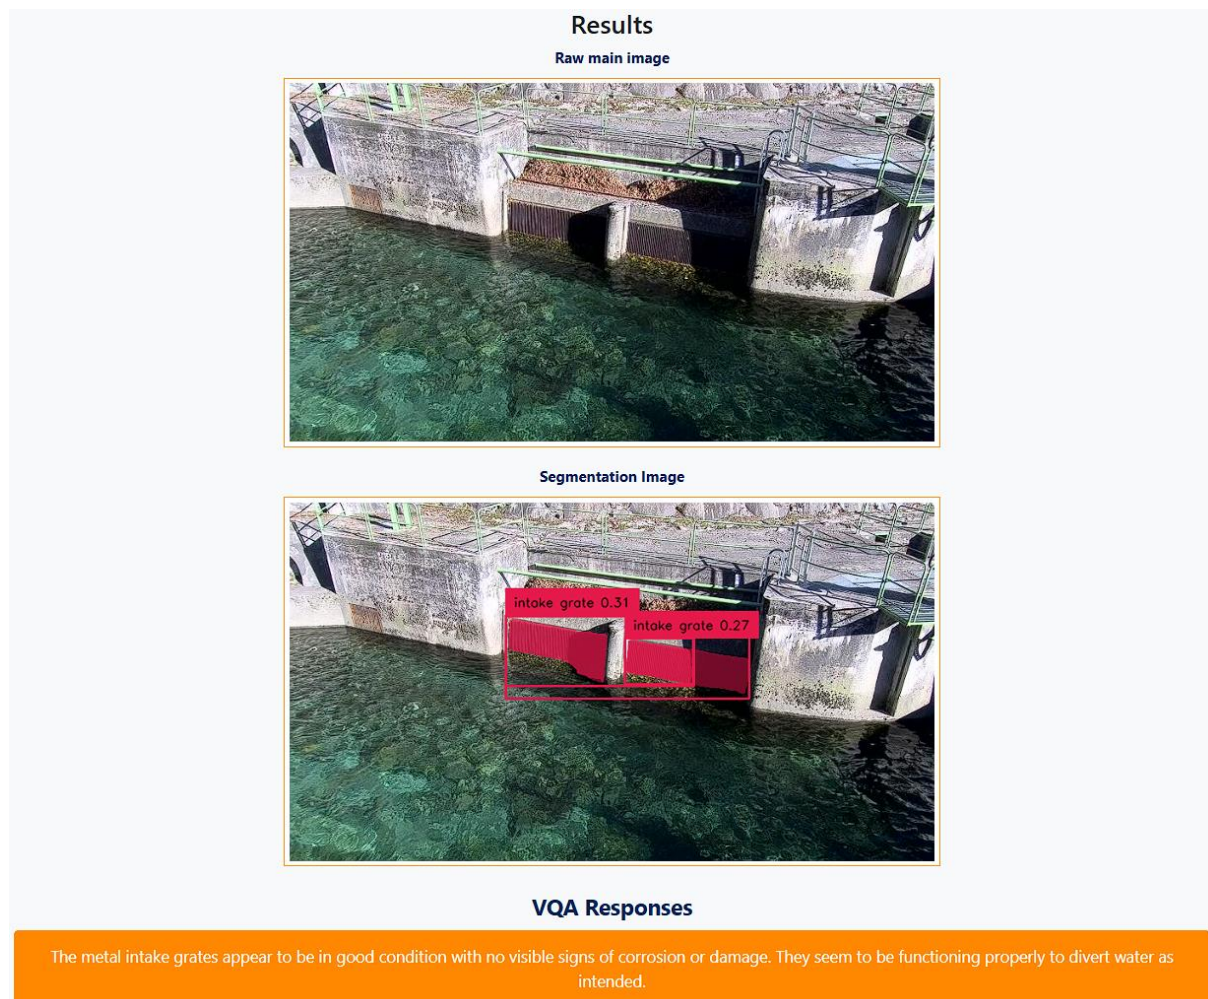 Results
Raw main image
Segmentation Image
intake grate 0.31
intake grate 0.27
VQA Responses
The metal intake grates appear to be in good condition with no visible signs of corrosion or damage. They seem to be functioning properly to divert water as
intended.